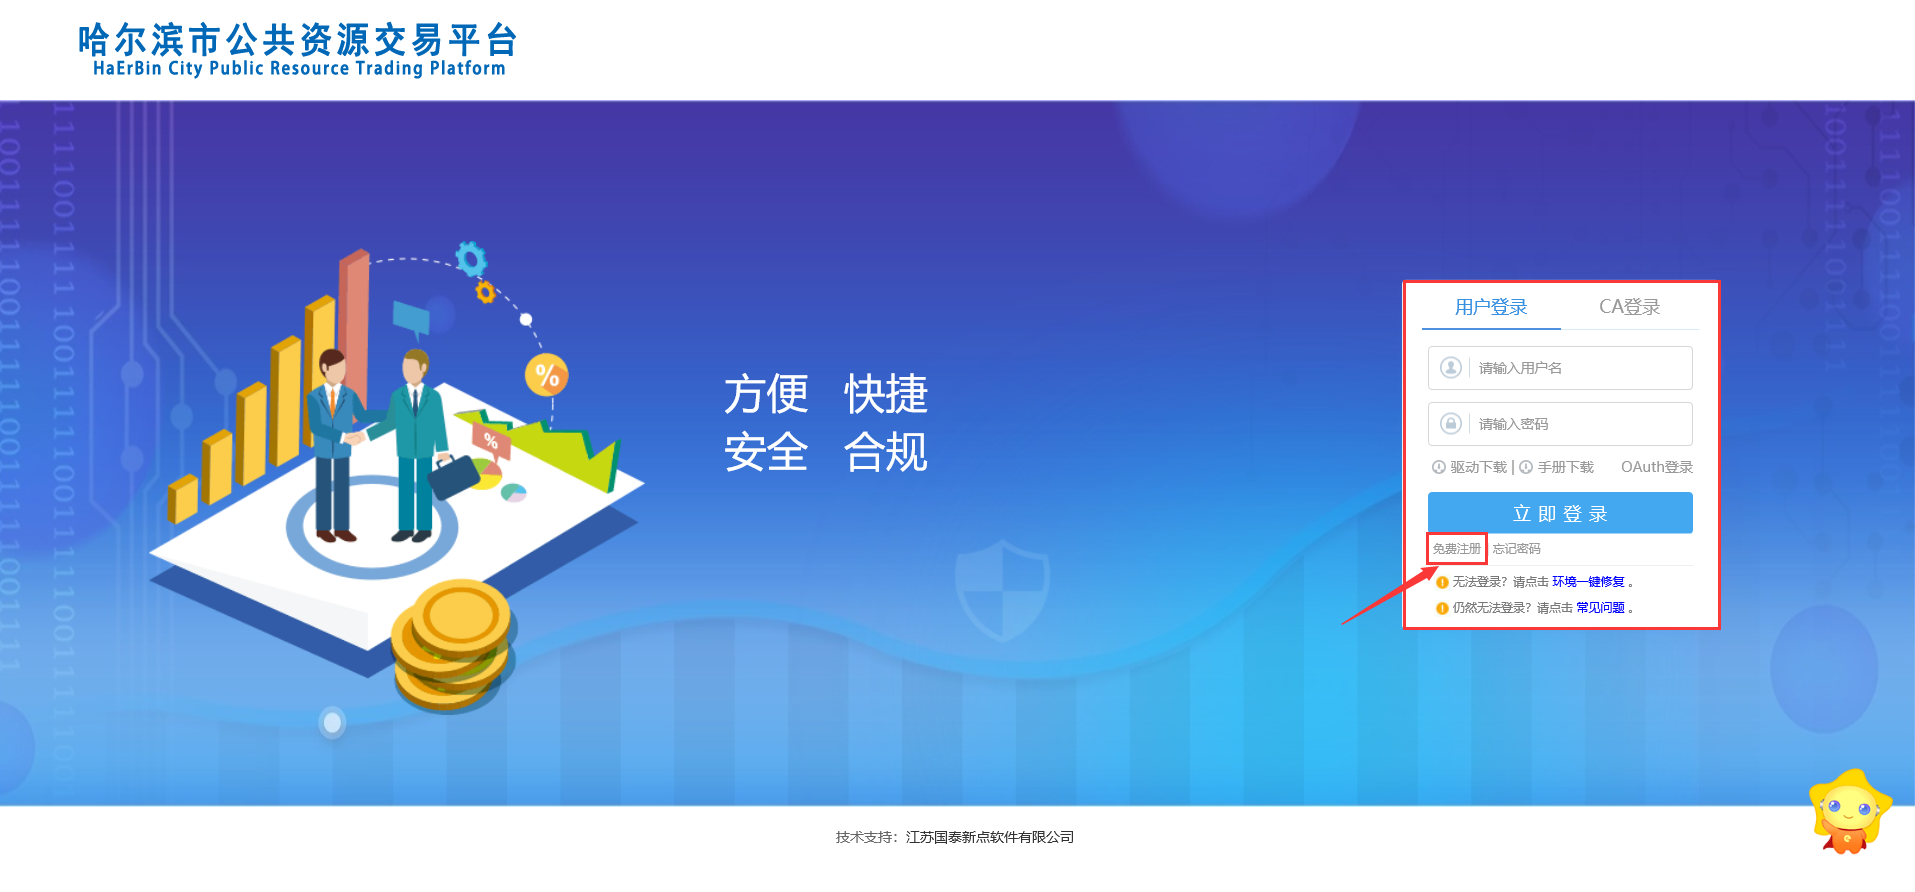 哈尔滨市公共资源交易平台
HaErBin City Public Resource Trading Platform
方便 快捷
安全 合规
%
%
用户登录 CA登录
请输入用户名
请输入密码
驱动下载 | 手册下载 OAuth登录
立即登录
免费注册 忘记密码
无法登录？请点击 环境一键修复 。
仍然无法登录？请点击 常见问题 。
技术支持：江苏国泰新点软件有限公司